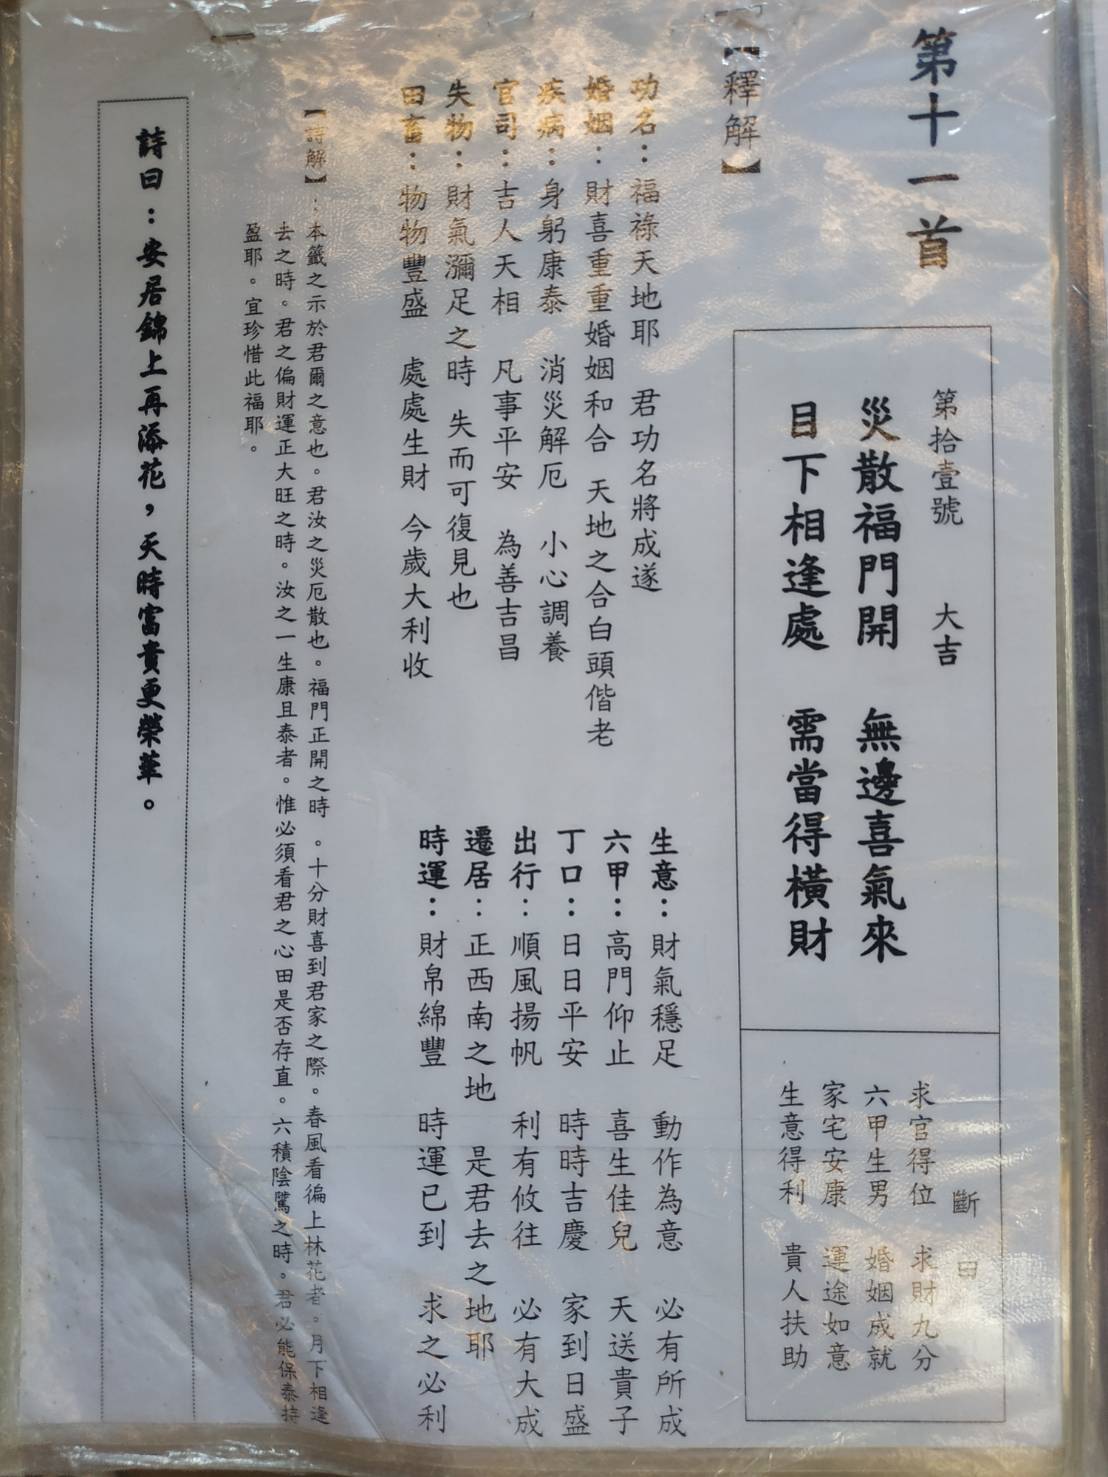 第十一首
第拾壹號 大吉
災散福門開 無邊喜氣來
目下相逢處 需當得橫財
斷曰
求官得位 求財九分
六甲生男 婚姻成就
家宅安康 運途如意
生意得利 貴人扶助
【釋解】
功名：福祿天地耶 君功名將成遂
婚姻：財喜重重婚姻和合 天地之合白頭偕老
疾病：身躬康泰 消災解厄 小心調養
官司：吉人天相 凡事平安 為善吉昌
失物：財氣瀰足之時 失而可復見也
田畜：物物豐盛 處處生財 今歲大利收
生意：財氣穩足 動作為意 必有所成
六甲：高門仰止 喜生佳兒 天送貴子
丁口：日日平安 時時吉慶 家到日盛
出行：順風揚帆 利有攸往 必有大成
遷居：正西南之地 是君去之地耶
時運：財帛綿豐 時運已到 求之必利
【詩解】：本籤之示於君爾之意也。君汝之災厄散也。福門正開之時。十分財喜到君家之際。春風看徧上林花者。月下相逢
去之時。君之偏財運正大旺之時。汝之一生康且泰者。惟必須看君之心田是否存直。六積陰騭之時。君必能保泰持
盈耶。宜珍惜此福耶。
詩曰：安居錦上再添花，天時富貴更榮華。